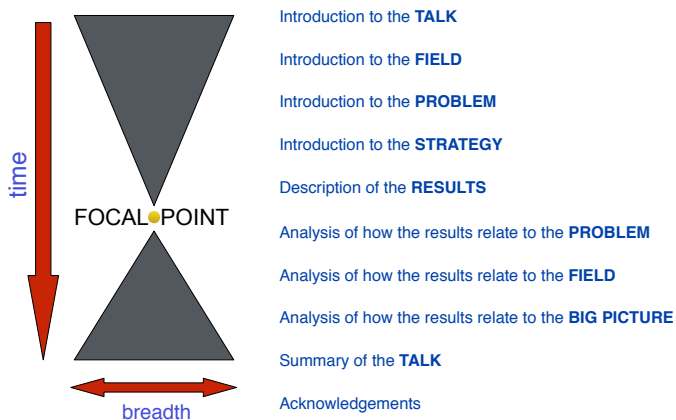 Introduction to the TALK
Introduction to the FIELD
Introduction to the PROBLEM
Introduction to the STRATEGY
time
Description of the RESULTS
FOCAL POINT
Analysis of how the results relate to the PROBLEM
Analysis of how the results relate to the FIELD
Analysis of how the results relate to the BIG PICTURE
Summary of the TALK
breadth
Acknowledgements